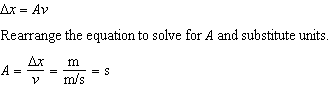 Δx = Av
Rearrange the equation to solve for A and substitute units.
A = Δx/v = m/(m/s) = s